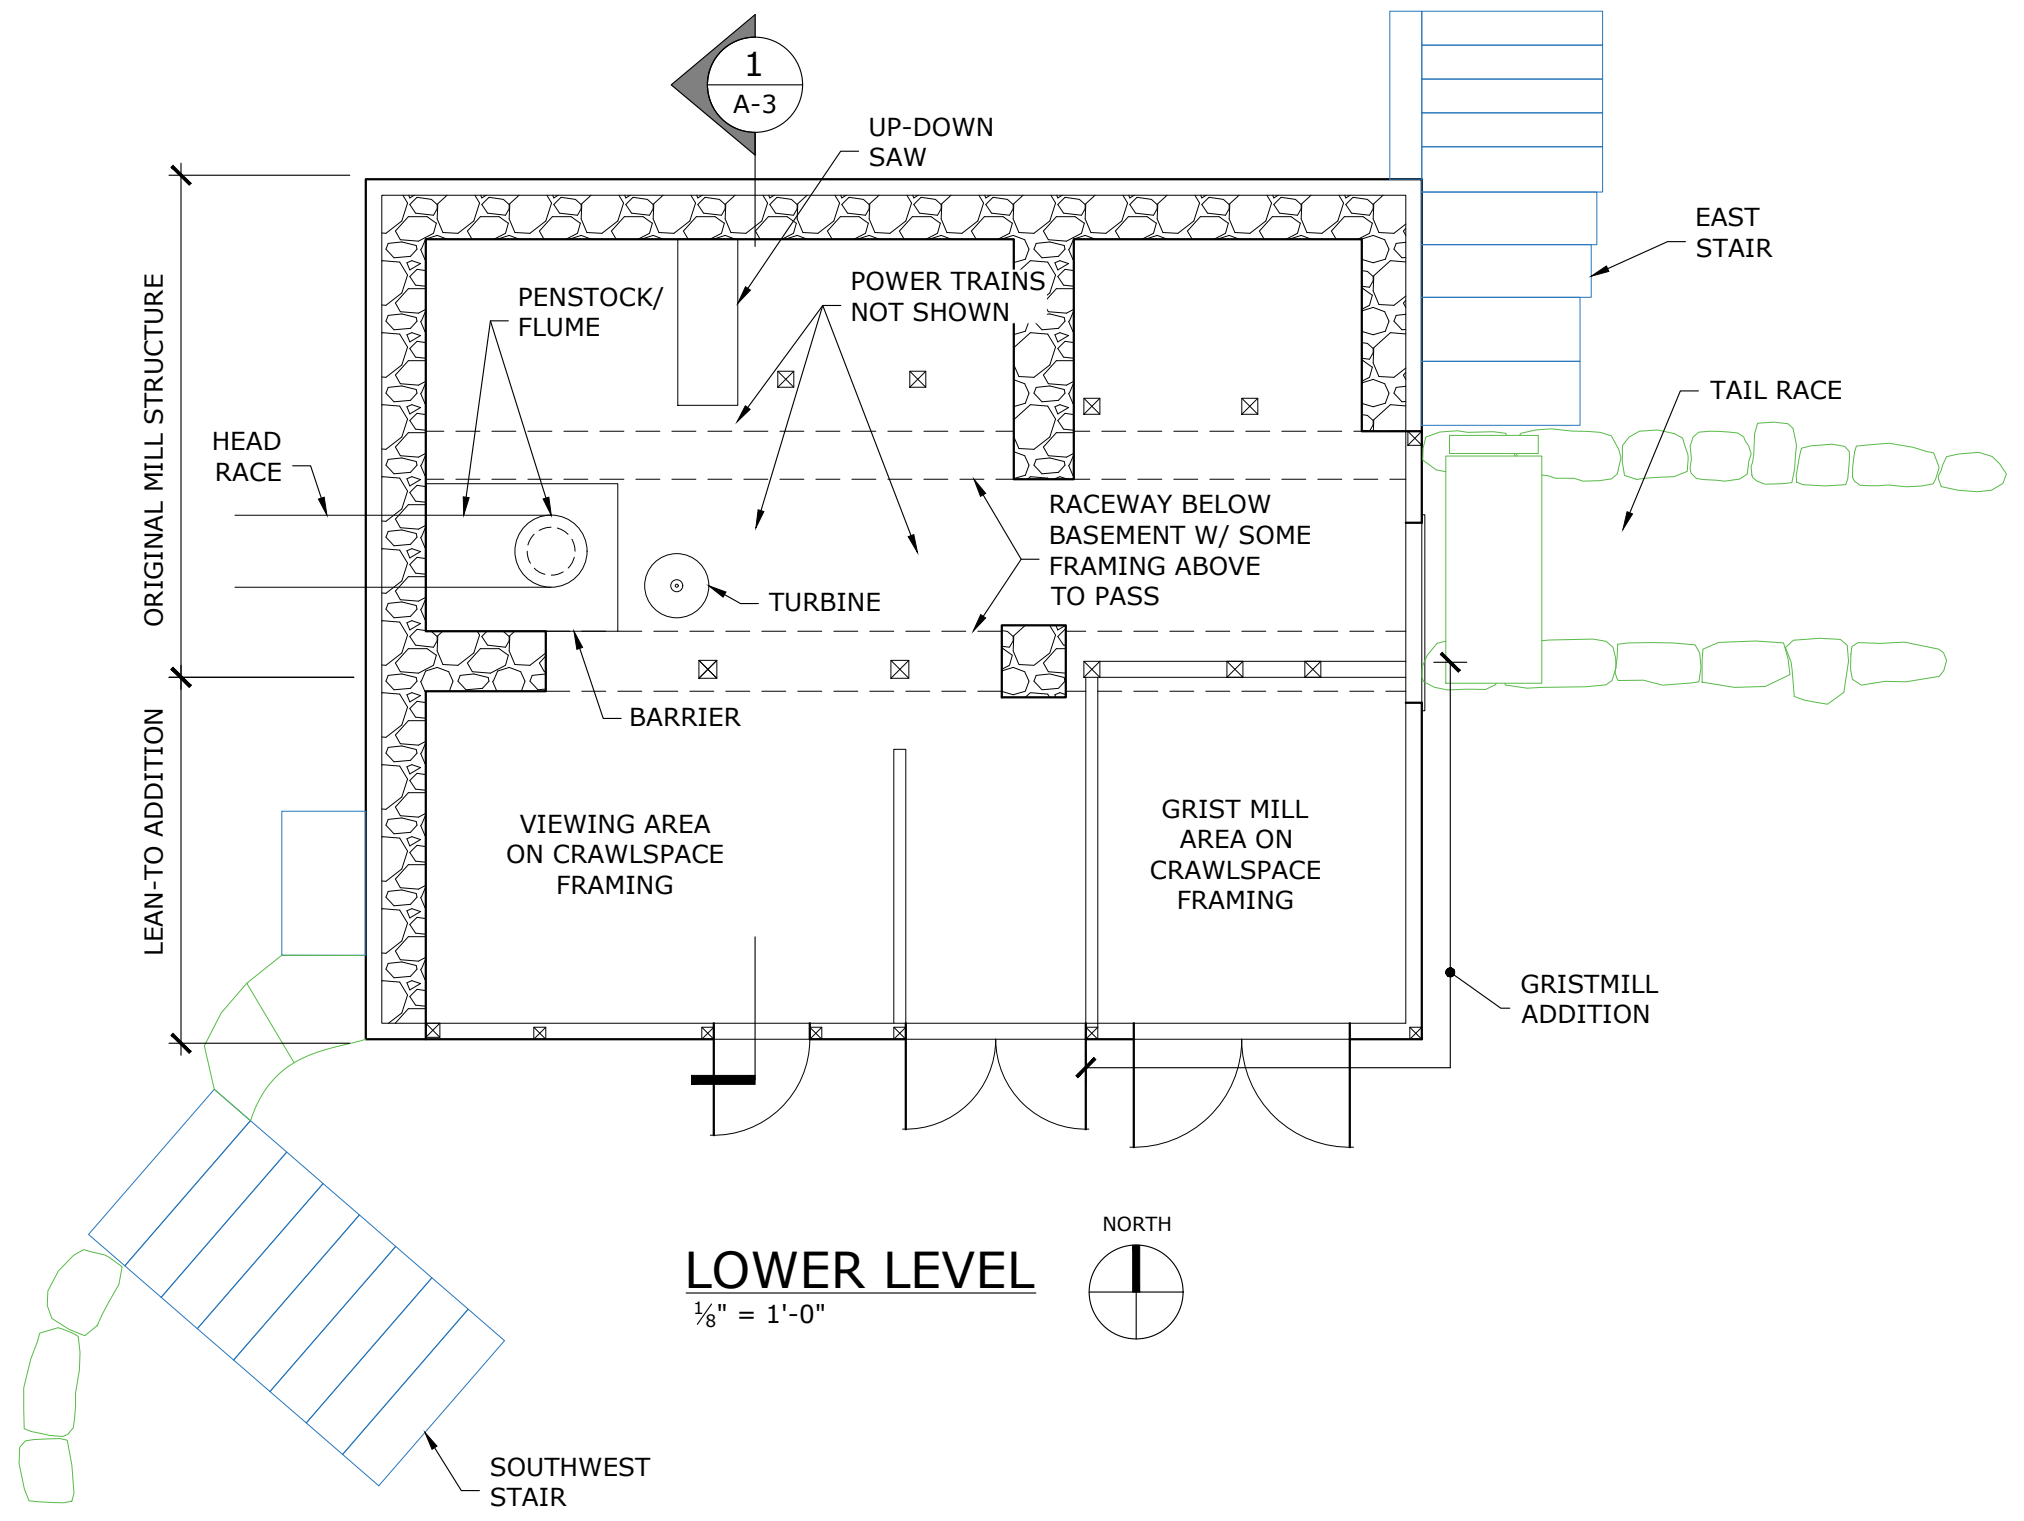 1
A-3
UP-DOWN
SAW
EAST
STAIR
PENSTOCK/
FLUME
POWER TRAINS
NOT SHOWN
ORIGINAL MILL STRUCTURE
TAIL RACE
HEAD
RACE
RACEWAY BELOW
BASEMENT W/ SOME
FRAMING ABOVE
TO PASS
TURBINE
BARRIER
LEAN-TO ADDITION
VIEWING AREA
ON CRAWLSPACE
FRAMING
GRIST MILL
AREA ON
CRAWLSPACE
FRAMING
GRISTMILL
ADDITION
NORTH
LOWER LEVEL
⅛" = 1'-0"
SOUTHWEST
STAIR